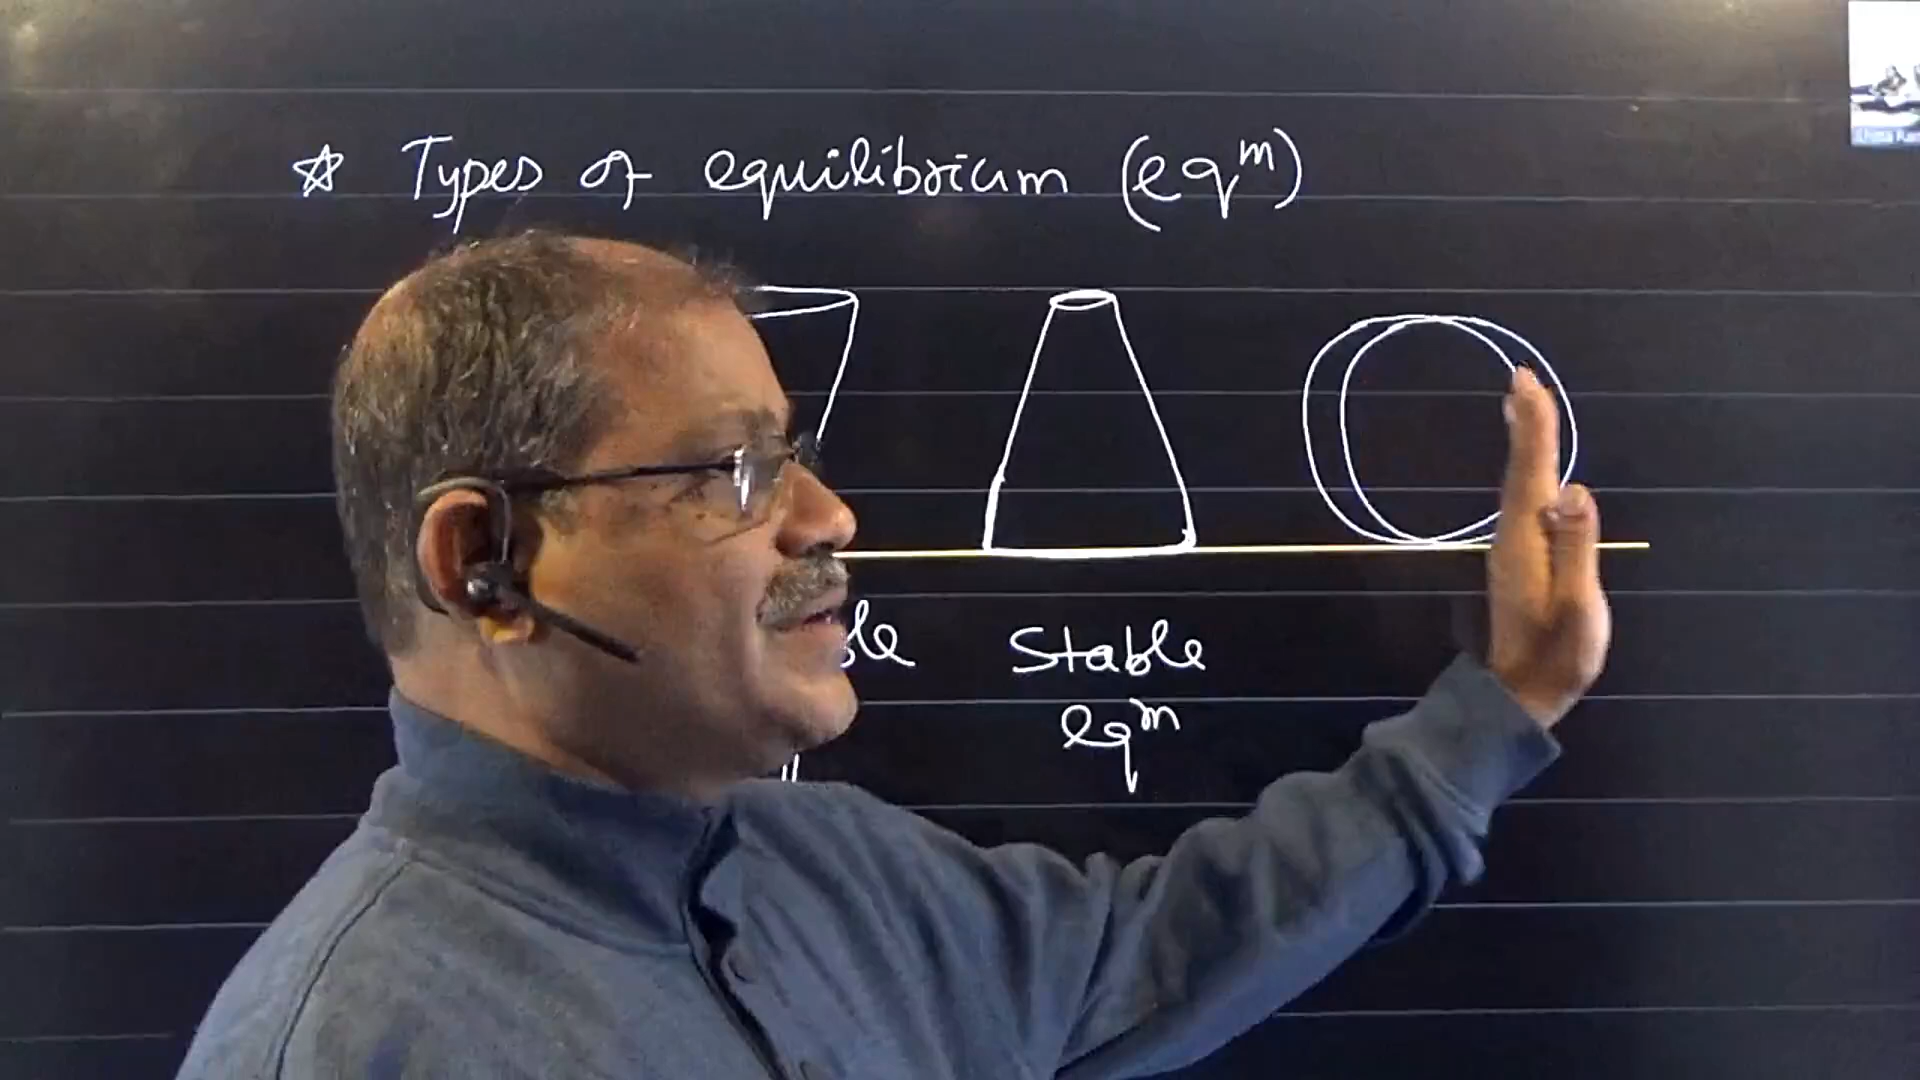 ☆ Types of equilibrium (eqᵐ)
Stable
eqᵐ